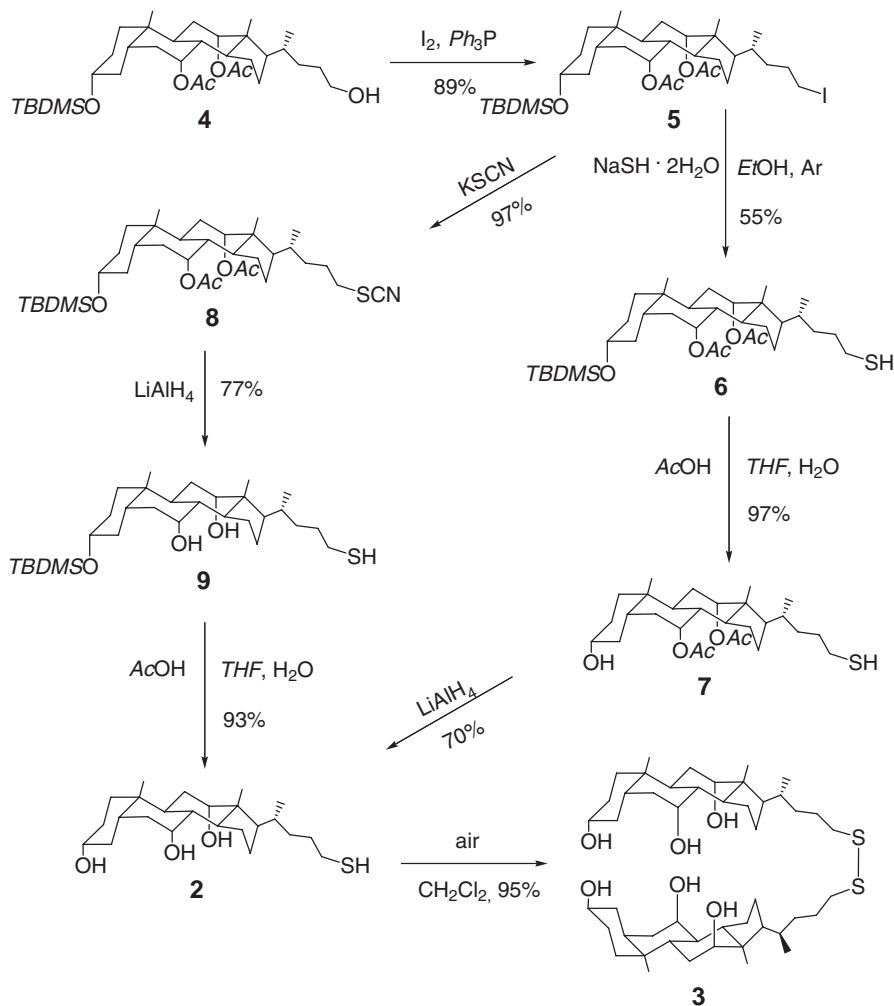 I₂, Ph₃P
89%
OAc
OAc
OH
TBDMSO
4
OAc
OAc
I
TBDMSO
5
KSCN
97%
NaSH · 2H₂O
EtOH, Ar
55%
OAc
OAc
SCN
TBDMSO
8
OAc
OAc
SH
TBDMSO
6
LiAlH₄
77%
AcOH
THF, H₂O
97%
OH
OH
SH
TBDMSO
9
OAc
OAc
OH
SH
7
AcOH
THF, H₂O
93%
LiAlH₄
70%
OH
OH
OH
SH
2
air
CH₂Cl₂, 95%
OH
OH
OH
S
S
OH
OH
OH
3